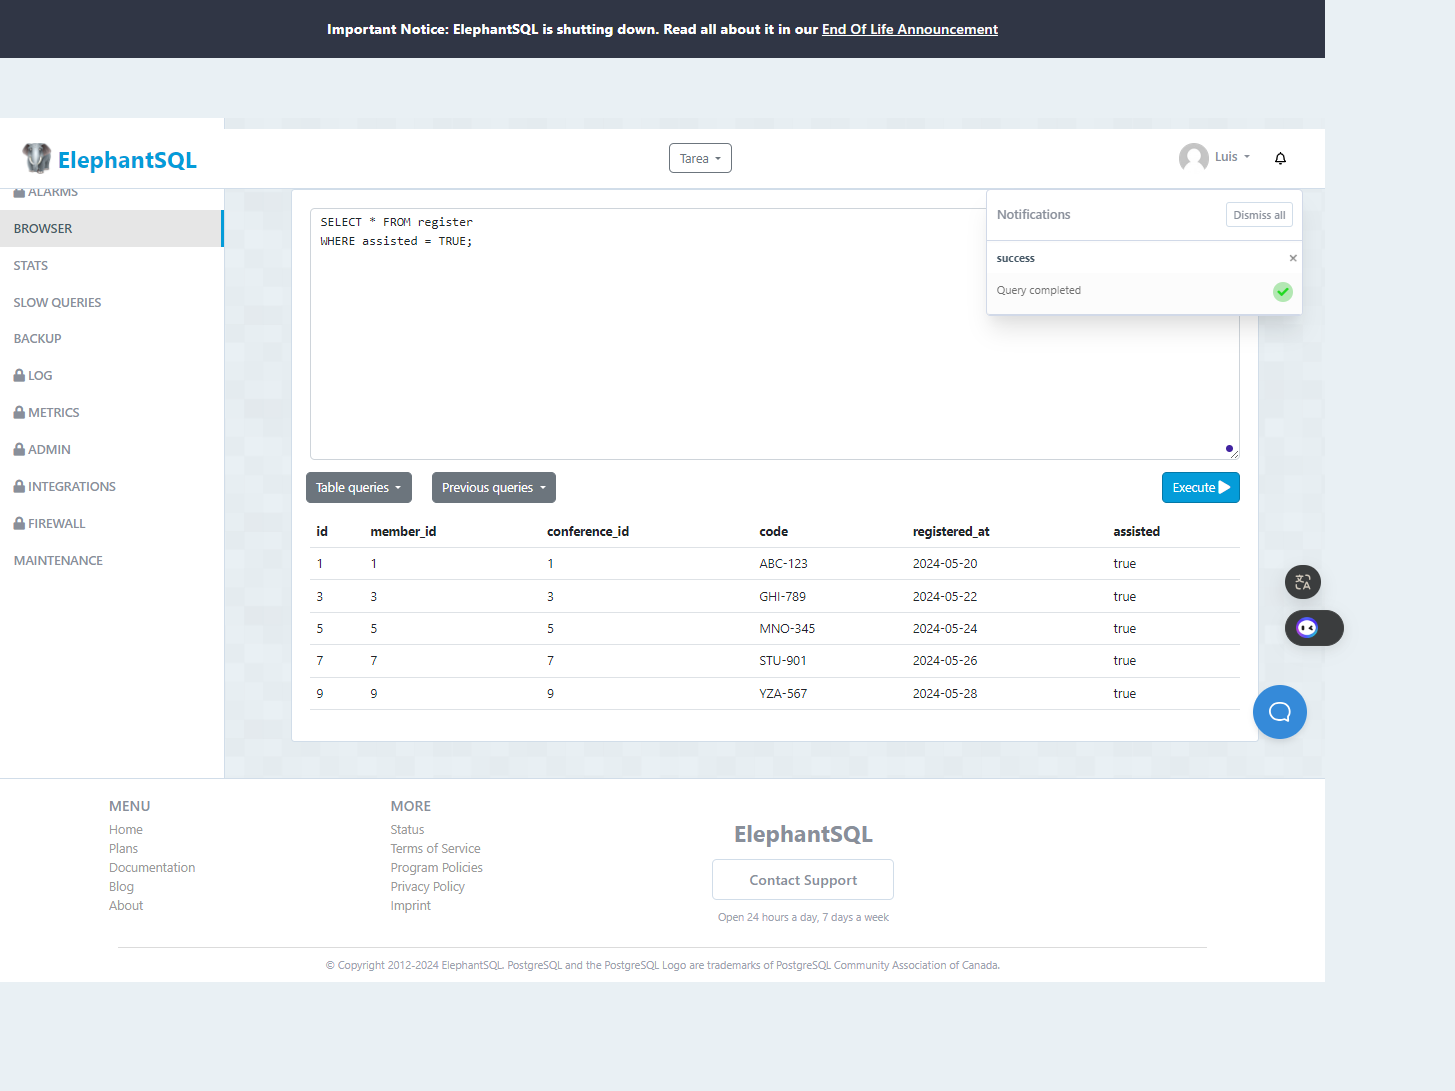 Important Notice: ElephantSQL is shutting down. Read all about it in our End Of Life Announcement
ElephantSQL
Tarea
Luis
ALARMS
BROWSER
STATS
SLOW QUERIES
BACKUP
LOG
METRICS
ADMIN
INTEGRATIONS
FIREWALL
MAINTENANCE
SELECT * FROM register
WHERE assisted = TRUE;
Notifications
Dismiss all
success
×
Query completed
Table queries
Previous queries
Execute
id member_id conference_id code registered_at assisted
1 1 1 ABC-123 2024-05-20 true
3 3 3 GHI-789 2024-05-22 true
5 5 5 MNO-345 2024-05-24 true
7 7 7 STU-901 2024-05-26 true
9 9 9 YZA-567 2024-05-28 true
MENU
Home
Plans
Documentation
Blog
About
MORE
Status
Terms of Service
Program Policies
Privacy Policy
Imprint
ElephantSQL
Contact Support
Open 24 hours a day, 7 days a week
© Copyright 2012-2024 ElephantSQL. PostgreSQL and the PostgreSQL Logo are trademarks of PostgreSQL Community Association of Canada.